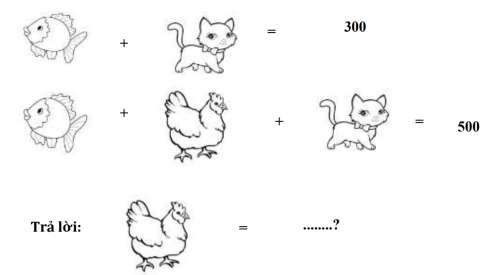 + = 300
+ + = 500
Trả lời: = ........?